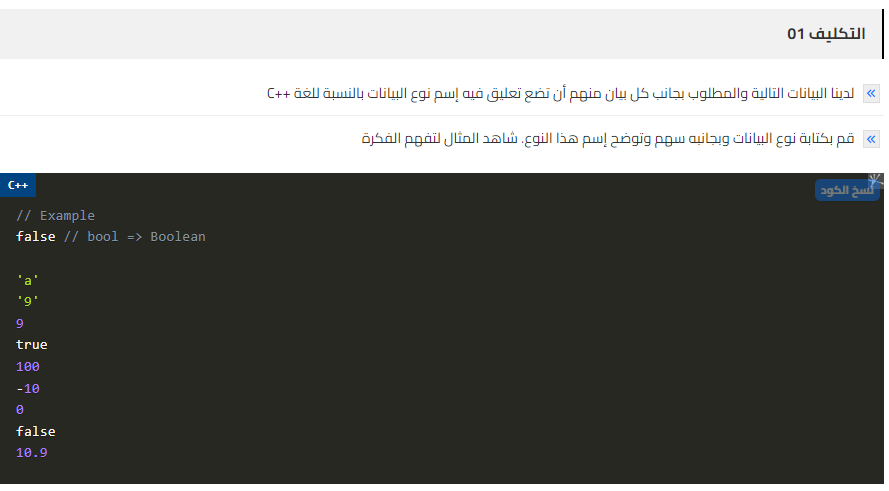 التكليف 01
لدينا البيانات التالية والمطلوب بجانب كل بيان منهم أن تضع تعليق فيه إسم نوع البيانات بالنسبة للغة C++
قم بكتابة نوع البيانات وبجانبه سهم وتوضح إسم هذا النوع. شاهد المثال لتفهم الفكرة
C++
نسخ الكود
// Example
false // bool => Boolean
'a'
'9'
9
true
100
-10
0
false
10.9